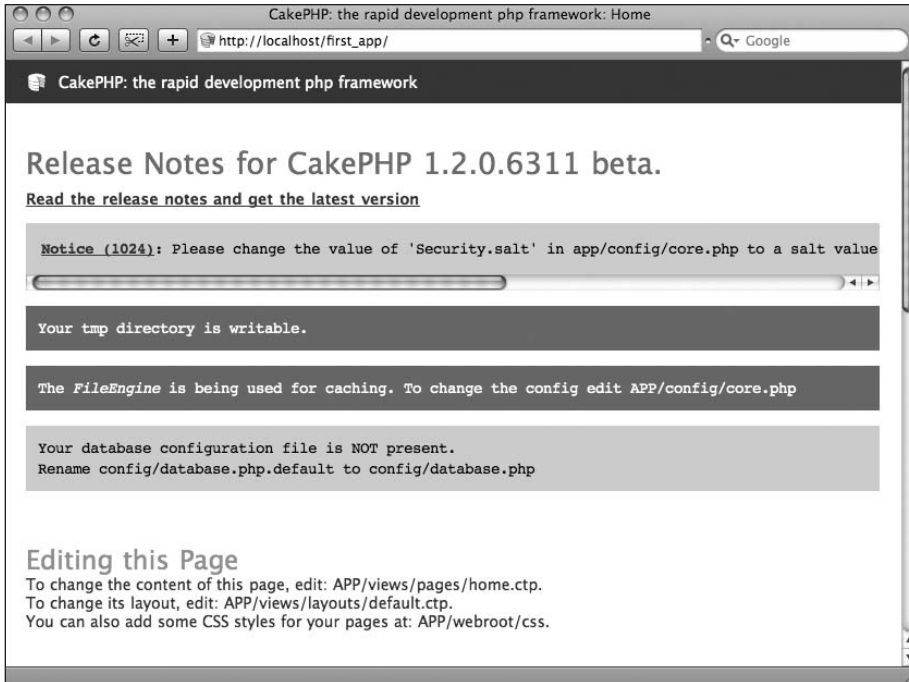 CakePHP: the rapid development php framework: Home
http://localhost/first_app/
Google
CakePHP: the rapid development php framework
Release Notes for CakePHP 1.2.0.6311 beta.
Read the release notes and get the latest version
Notice (1024): Please change the value of 'Security.salt' in app/config/core.php to a salt value
Your tmp directory is writable.
The FileEngine is being used for caching. To change the config edit APP/config/core.php
Your database configuration file is NOT present.
Rename config/database.php.default to config/database.php
Editing this Page
To change the content of this page, edit: APP/views/pages/home.ctp.
To change its layout, edit: APP/views/layouts/default.ctp.
You can also add some CSS styles for your pages at: APP/webroot/css.